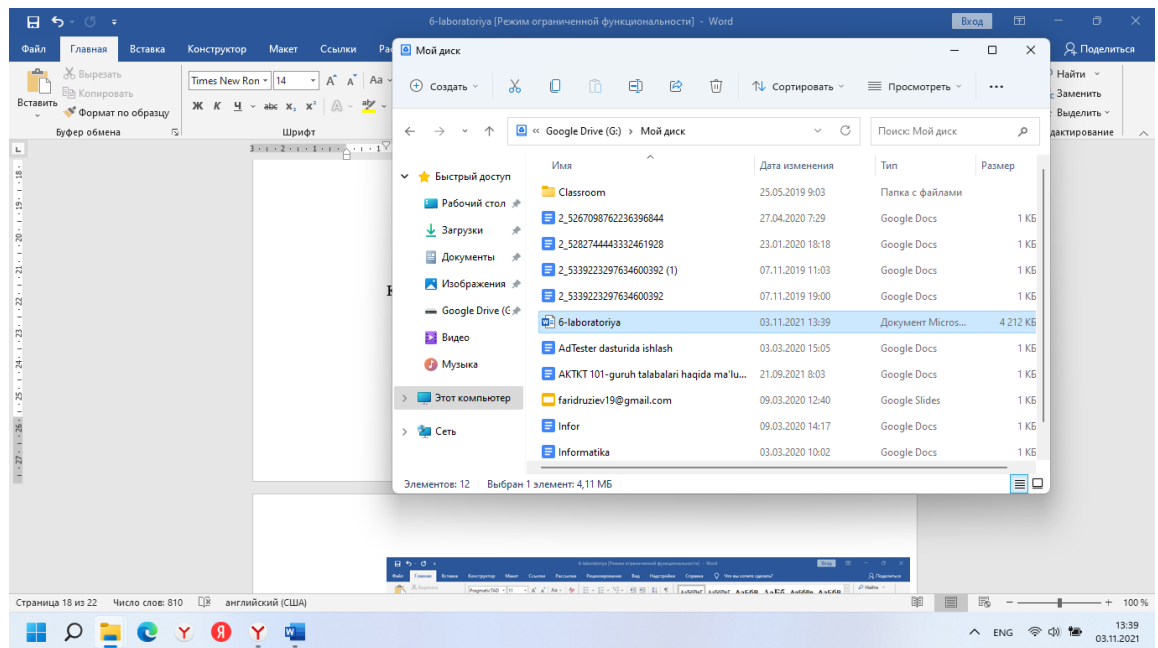 6-laboratoriya [Режим ограниченной функциональности] - Word
Вход
Файл Главная Вставка Конструктор Макет Ссылки Ра
Поделиться
Вставить
Вырезать
Копировать
Формат по образцу
Буфер обмена
Times New Ron 14
Ж К Ч abc X₂ X²
Шрифт
Найти
Заменить
Выделить
дактирование
Мой диск
Создать Сортировать Просмотреть
« Google Drive (G:) › Мой диск
Поиск: Мой диск
Быстрый доступ
Рабочий стол
Загрузки
Документы
Изображения
Google Drive (G
Видео
Музыка
Этот компьютер
Сеть
Имя Дата изменения Тип Размер
Classroom 25.05.2019 9:03 Папка с файлами
2_5267098762236396844 27.04.2020 7:29 Google Docs 1 КБ
2_5282744443332461928 23.01.2020 18:18 Google Docs 1 КБ
2_5339223297634600392 (1) 07.11.2019 11:03 Google Docs 1 КБ
2_5339223297634600392 07.11.2019 19:00 Google Docs 1 КБ
6-laboratoriya 03.11.2021 13:39 Документ Micros... 4 212 КБ
AdTester dasturida ishlash 03.03.2020 15:05 Google Docs 1 КБ
AKTKT 101-guruh talabalari haqida ma'lu... 21.09.2021 8:03 Google Docs 1 КБ
faridruziev19@gmail.com 09.03.2020 12:40 Google Slides 1 КБ
Infor 09.03.2020 14:17 Google Docs 1 КБ
Informatika 03.03.2020 10:02 Google Docs 1 КБ
Элементов: 12 Выбран 1 элемент: 4,11 МБ
Страница 18 из 22 Число слов: 810 английский (США)
100 %
ENG
13:39
03.11.2021